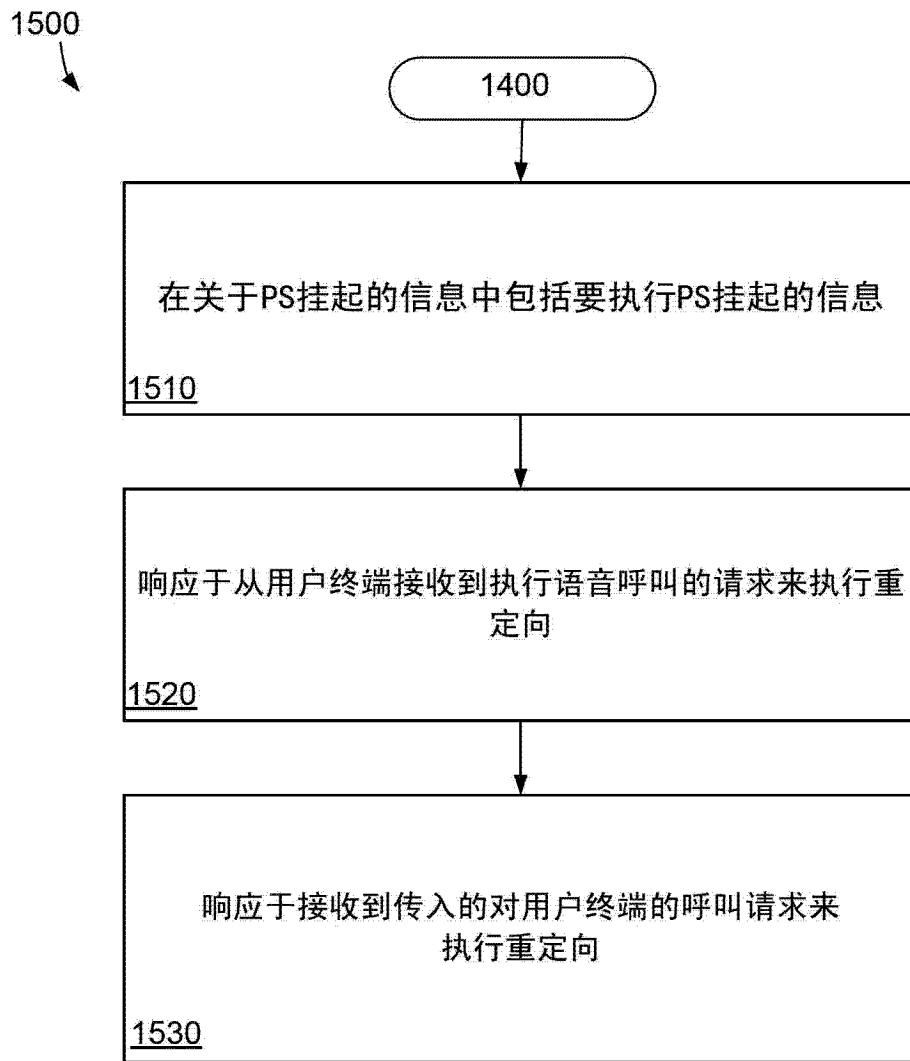 1500
1400
在关于PS挂起的信息中包括要执行PS挂起的信息
1510
响应于从用户终端接收到执行语音呼叫的请求来执行重
定向
1520
响应于接收到传入的对用户终端的呼叫请求来
执行重定向
1530